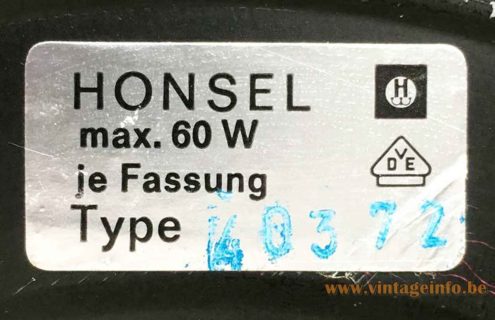 HONSEL
H
max. 60 W
VDE
je Fassung
Type 40372
www.vintageinfo.be